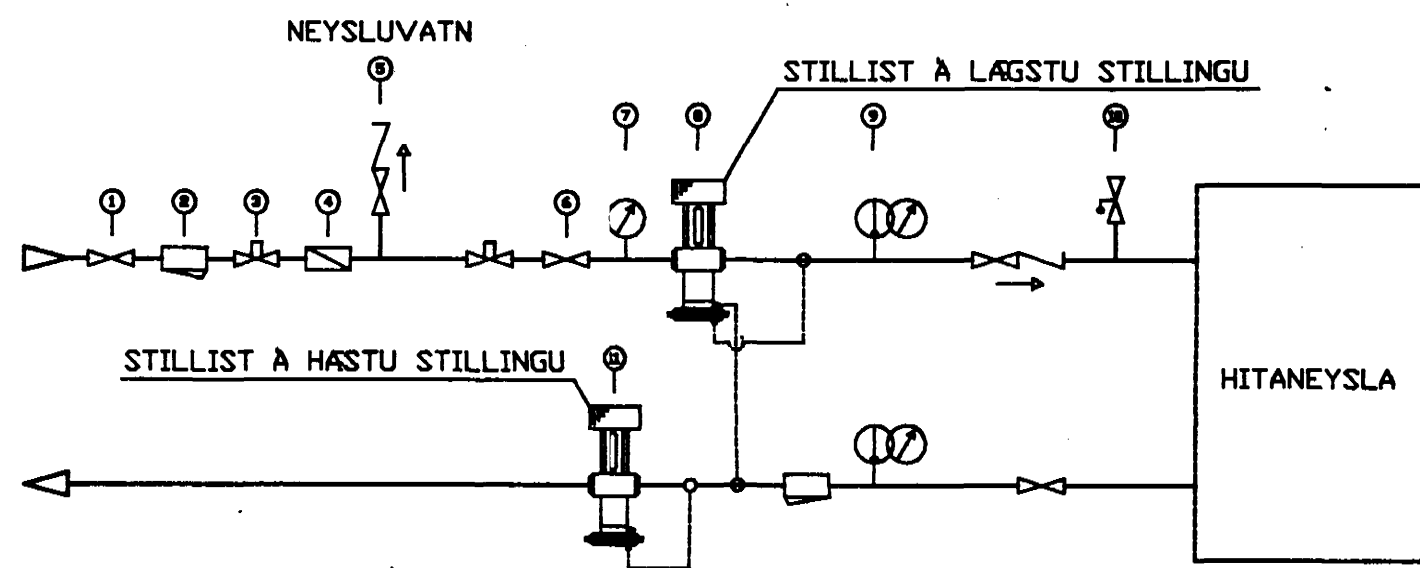 NEYSLUVATN
5
STILLIST À LÆGSTU STILLINGU
7 8 9 10
1 2 3 4 6
STILLIST À HÆSTU STILLINGU
11
HITANEYSLA